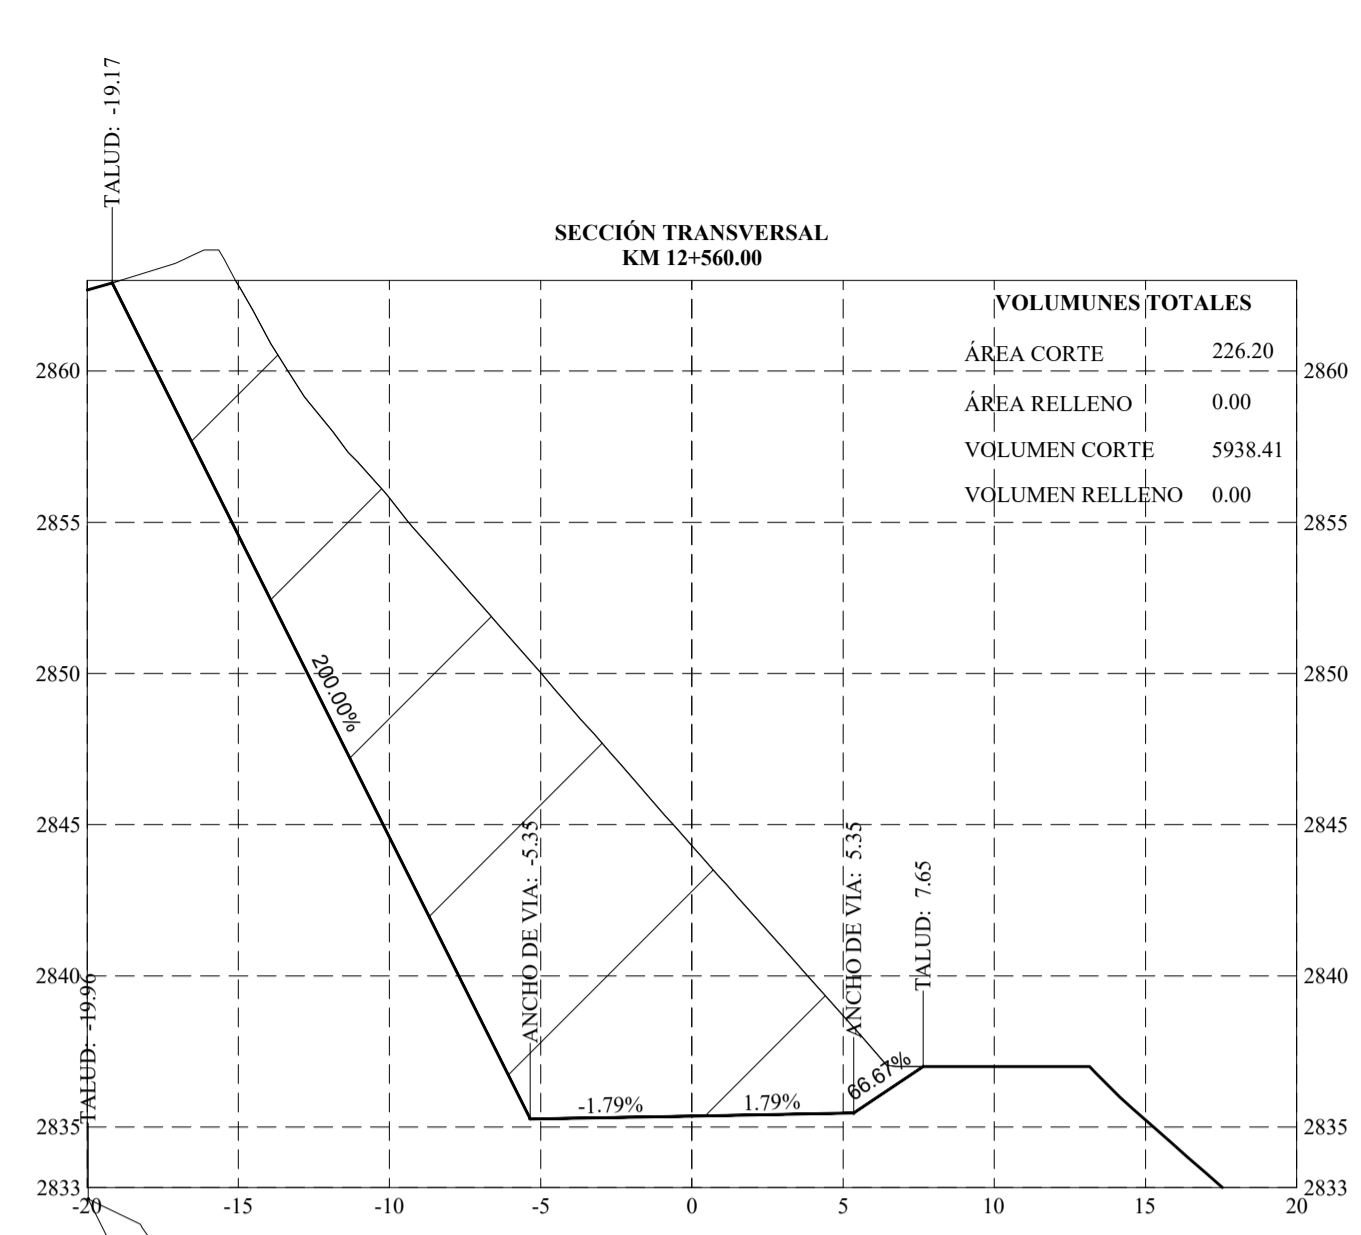 TALUD: -19.17
SECCIÓN TRANSVERSAL
KM 12+560.00
VOLUMUNES TOTALES
ÁREA CORTE 226.20
2860 2860
ÁREA RELLENO 0.00
VOLUMEN CORTE 5938.41
VOLUMEN RELLENO 0.00
2855 2855
200.00%
2850 2850
2845 2845
ANCHO DE VIA: -5.35
ANCHO DE VIA: 5.35
TALUD: 7.65
2840 2840
TALUD: -19.96
66.67%
-1.79% 1.79%
2835 2835
2833 2833
-20 -15 -10 -5 0 5 10 15 20